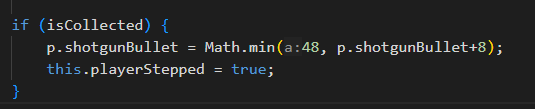 if (isCollected) {
    p.shotgunBullet = Math.min(a:48, p.shotgunBullet+8);
    this.playerStepped = true;
}